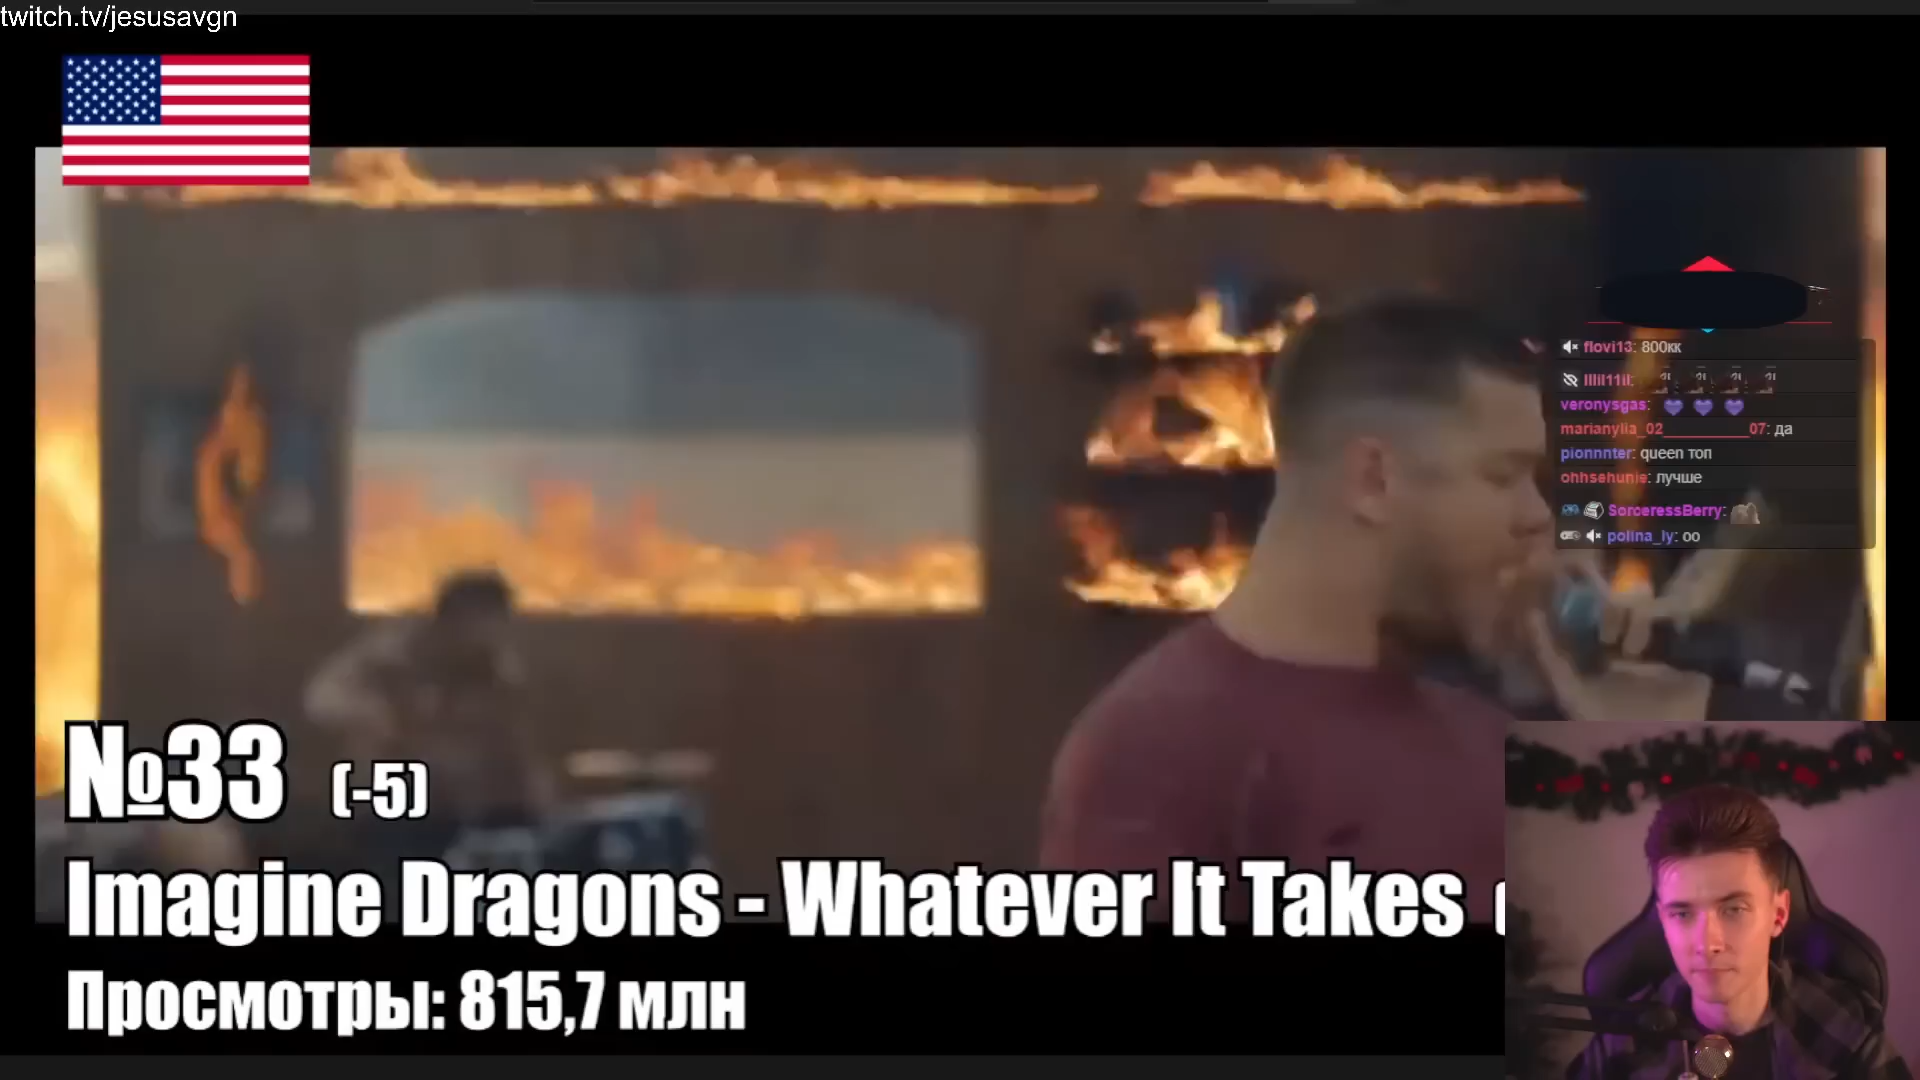 twitch.tv/jesusavgn
flovi13: 800кк
veronysgas:
marianylla_02__________07: да
pionnnter: queen топ
ohhsehunie: лучше
SorceressBerry:
polina_ly: оо
№33 (-5)
Imagine Dragons - Whatever It Takes
Просмотры: 815,7 млн